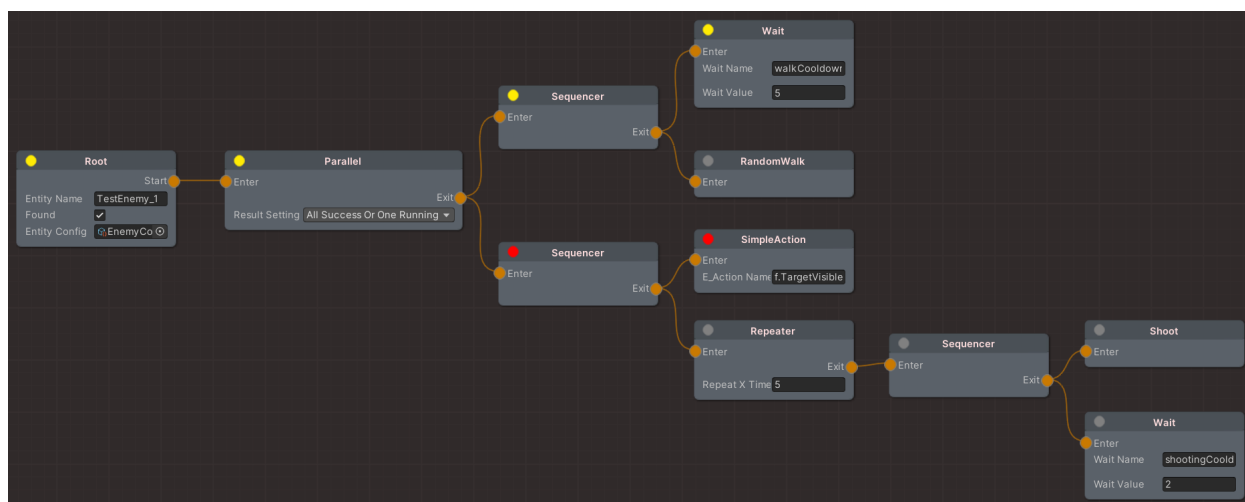 Wait
Enter
Wait Name walkCooldown
Wait Value 5
Sequencer
Enter
Exit
Root
Start
Entity Name TestEnemy_1
Found
Entity Config EnemyCo
Parallel
Enter
Exit
Result Setting All Success Or One Running
RandomWalk
Enter
Sequencer
Enter
Exit
SimpleAction
Enter
E_Action Name f.TargetVisible
Repeater
Enter
Exit
Repeat X Time 5
Sequencer
Enter
Exit
Shoot
Enter
Wait
Enter
Wait Name shootingCoold
Wait Value 2